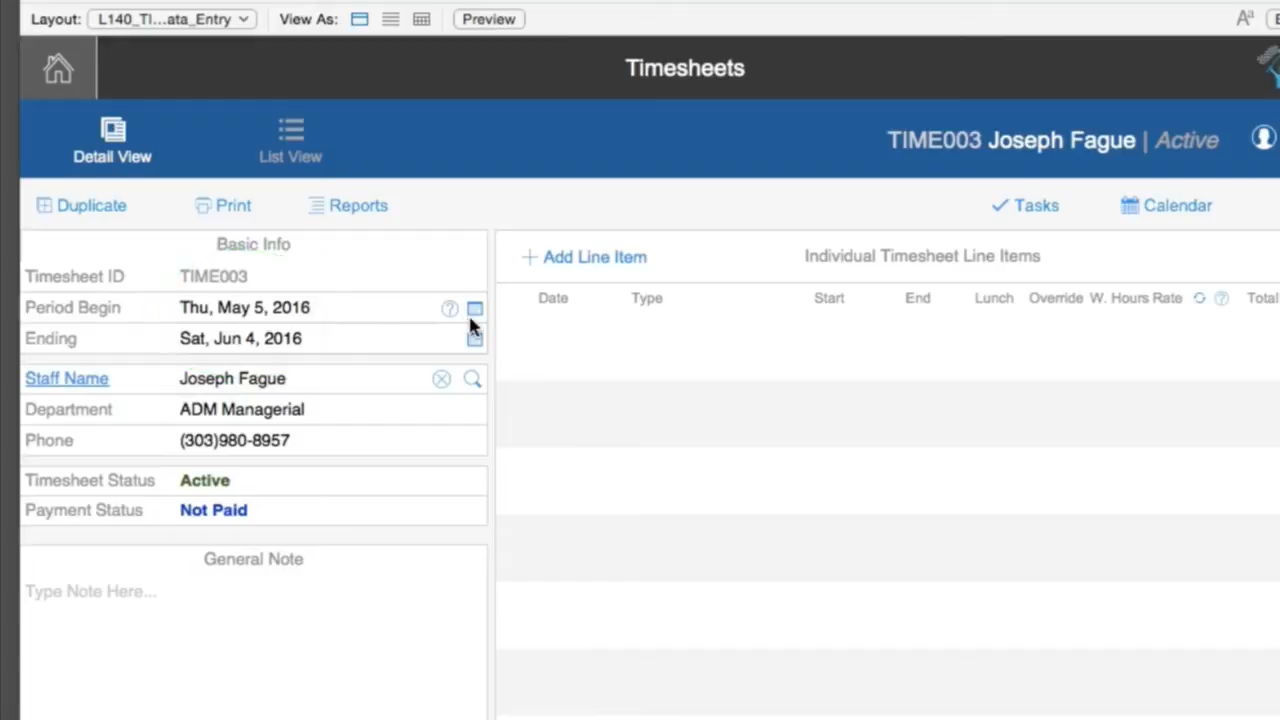 Layout: L140_TI...ata_Entry View As: Preview Aª
Timesheets
Detail View List View TIME003 Joseph Fague | Active
Duplicate Print Reports Tasks Calendar
Basic Info
Timesheet ID TIME003
Period Begin Thu, May 5, 2016 ?
Ending Sat, Jun 4, 2016
Staff Name Joseph Fague
Department ADM Managerial
Phone (303)980-8957
Timesheet Status Active
Payment Status Not Paid
General Note
Type Note Here...
+ Add Line Item Individual Timesheet Line Items
Date Type Start End Lunch Override W. Hours Rate ? Total